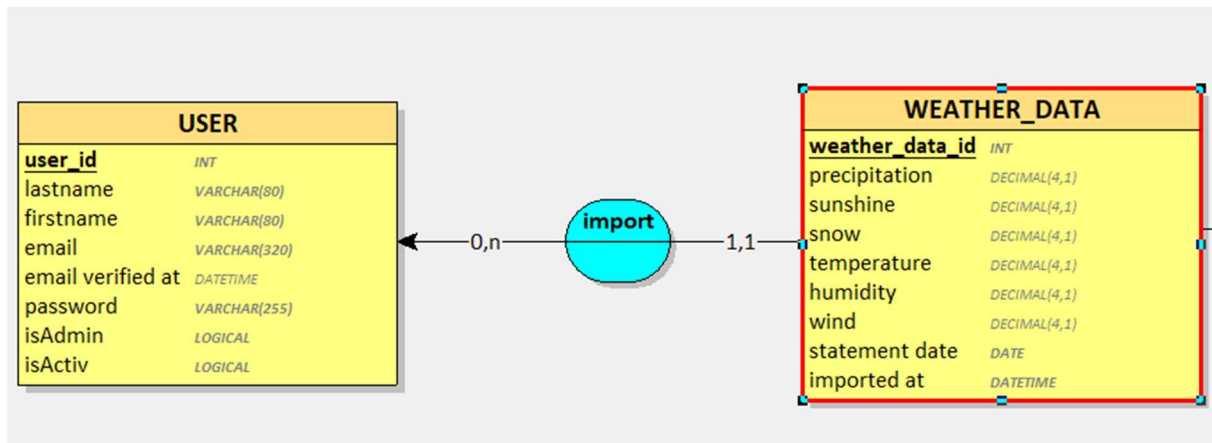 USER
user_id INT
lastname VARCHAR(80)
firstname VARCHAR(80)
email VARCHAR(320)
email verified at DATETIME
password VARCHAR(255)
isAdmin LOGICAL
isActiv LOGICAL
0,n
import
1,1
WEATHER_DATA
weather_data_id INT
precipitation DECIMAL(4,1)
sunshine DECIMAL(4,1)
snow DECIMAL(4,1)
temperature DECIMAL(4,1)
humidity DECIMAL(4,1)
wind DECIMAL(4,1)
statement date DATE
imported at DATETIME